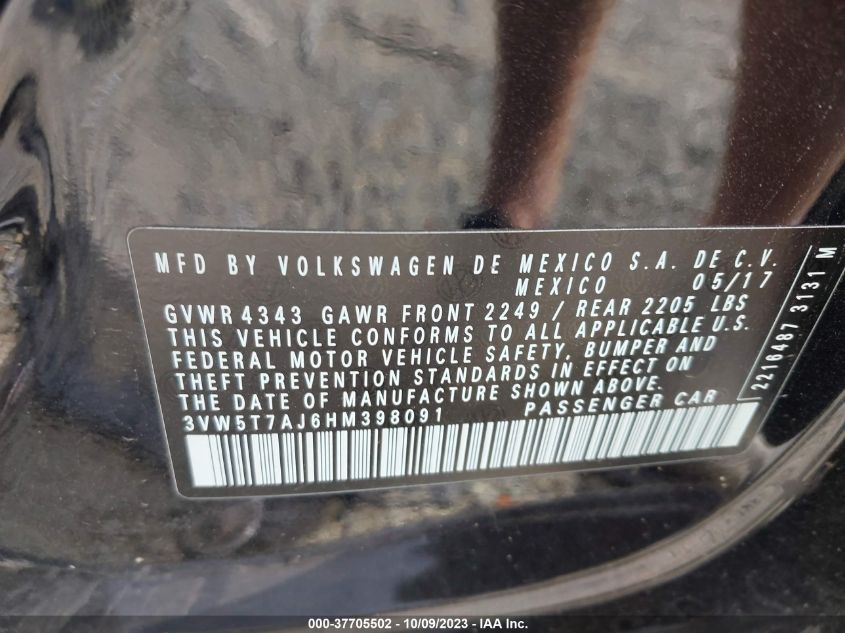 MFD BY VOLKSWAGEN DE MEXICO S.A. DE C.V.
MEXICO 05/17
GVWR 4343 GAWR FRONT 2249 / REAR 2205 LBS
THIS VEHICLE CONFORMS TO ALL APPLICABLE U.S.
FEDERAL MOTOR VEHICLE SAFETY, BUMPER AND
THEFT PREVENTION STANDARDS IN EFFECT ON
THE DATE OF MANUFACTURE SHOWN ABOVE.
3VW5T7AJ6HM398091 PASSENGER CAR
2216487 3131 M
000-37705502 - 10/09/2023 - IAA Inc.